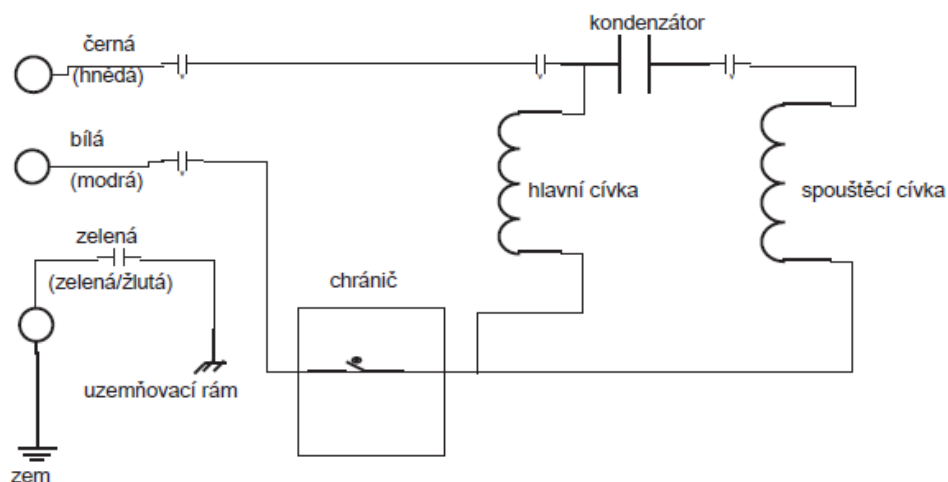 kondenzátor
černá
(hnědá)
bílá
(modrá)
hlavní cívka
spouštěcí cívka
zelená
(zelená/žlutá)
chránič
uzemňovací rám
zem